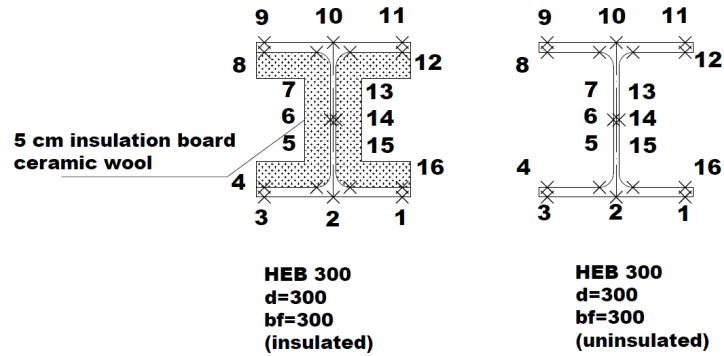 9 10 11
8 12
7 13
6 14
5 15
4 16
3 2 1
5 cm insulation board
ceramic wool
HEB 300
d=300
bf=300
(insulated)
9 10 11
8 12
7 13
6 14
5 15
4 16
3 2 1
HEB 300
d=300
bf=300
(uninsulated)